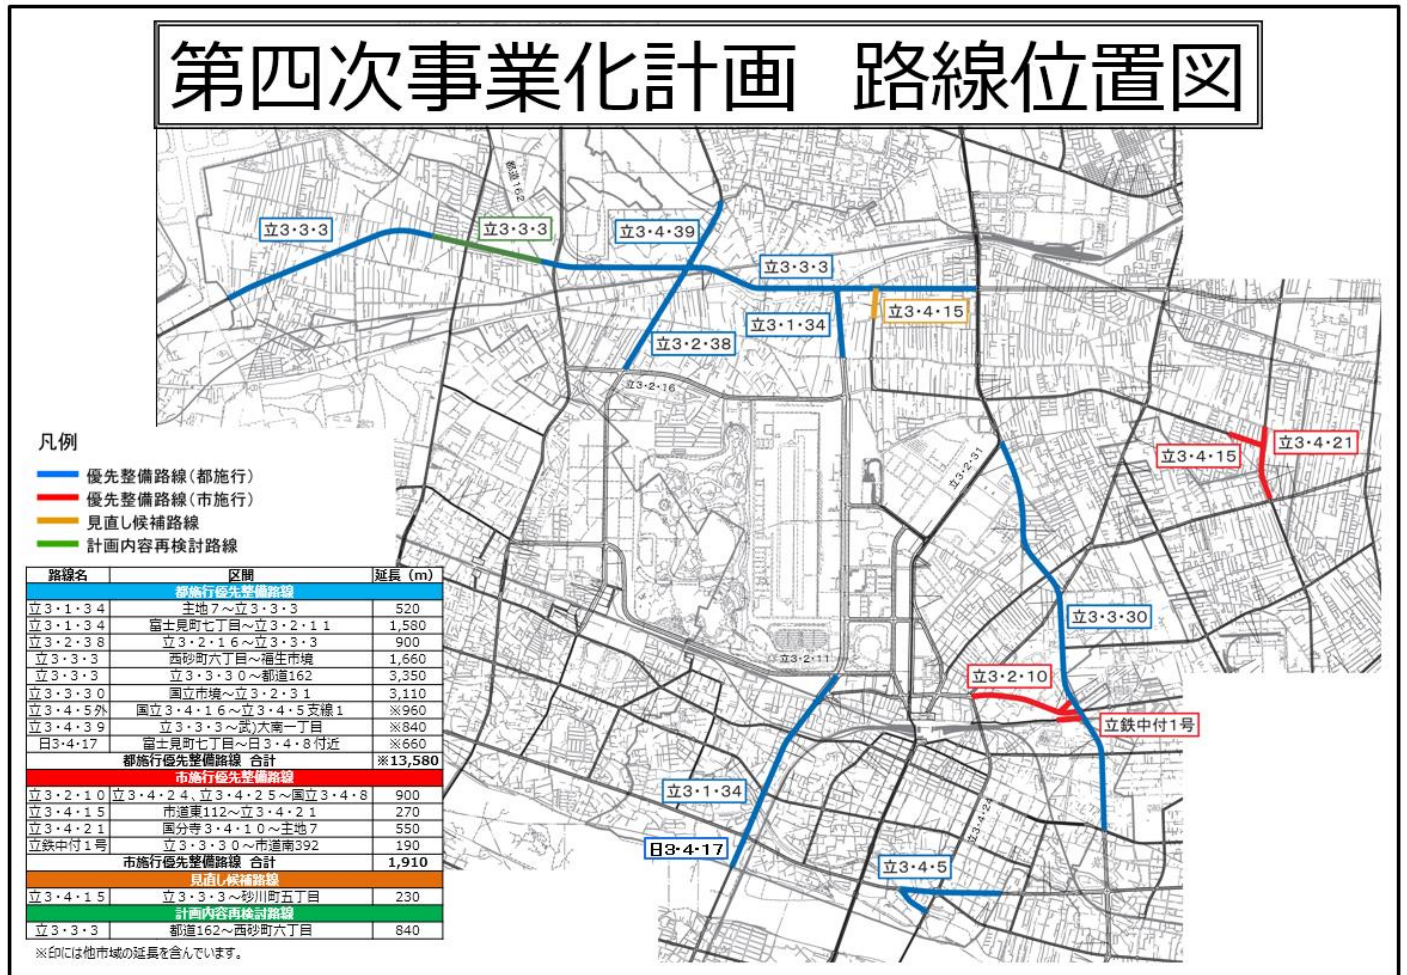 第四次事業化計画　路線位置図
都道162
立3・3・3
立3・3・3
立3・4・39
立3・3・3
立3・1・34
立3・4・15
立3・2・38
立3・2・16
立3・2・31
立3・4・15
立3・4・21
立3・3・30
立3・2・11
立3・2・10
立鉄中付1号
立3・1・34
立3・4・24
日3・4・17
立3・4・5
凡例
優先整備路線(都施行)
優先整備路線(市施行)
見直し候補路線
計画内容再検討路線
路線名 区間 延長（m）
都施行優先整備路線
立３・１・３４ 主地７～立３・３・３ 520
立３・１・３４ 富士見町七丁目～立３・２・１１ 1,580
立３・２・３８ 立３・２・１６～立３・３・３ 900
立３・３・３ 西砂町六丁目～福生市境 1,660
立３・３・３ 立３・３・３０～都道162 3,350
立３・３・３０ 国立市境～立３・２・３１ 3,110
立３・４・５外 国立３・４・１６～立３・４・５支線１ ※960
立３・４・３９ 立３・３・３～武)大南一丁目 ※840
日3・4・17 富士見町七丁目～日３・４・８付近 ※660
都施行優先整備路線 合計 ※13,580
市施行優先整備路線
立３・２・１０ 立３・４・２４、立３・４・２５～国立３・４・８ 900
立３・４・１５ 市道東112～立３・４・２１ 270
立３・４・２１ 国分寺３・４・１０～主地７ 550
立鉄中付１号 立３・３・３０～市道南392 190
市施行優先整備路線 合計 1,910
見直し候補路線
立３・４・１５ 立３・３・３～砂川町五丁目 230
計画内容再検討路線
立３・３・３ 都道162～西砂町六丁目 840
※印には他市域の延長を含んでいます。